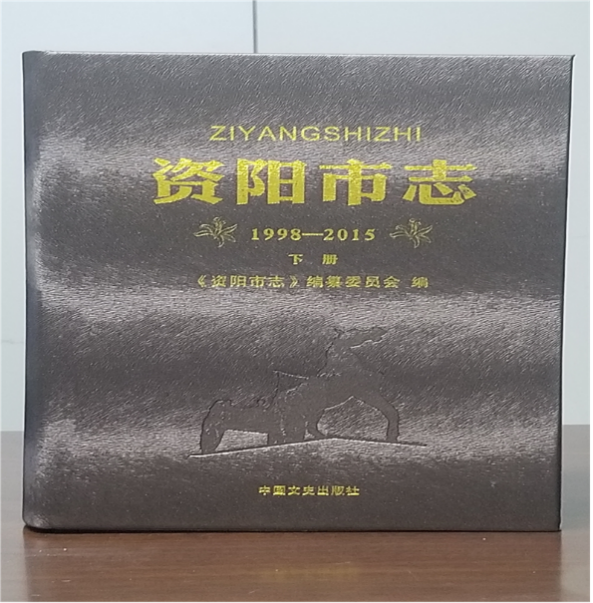 ZIYANGSHIZHI
资阳市志
1998—2015
下 册
《资阳市志》编纂委员会 编
中国文史出版社